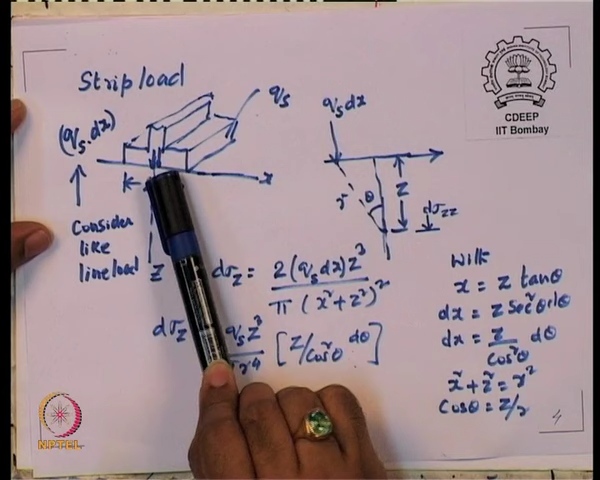 Strip load
q_s
(q_s.dx)
x
Consider
like
line load
Z
q_s dx
r θ Z
dσ_zz
dσ_z = 2(q_s dx)z³ / π(x²+z²)²
dσ_z q_s z³ / r⁴ [z/cos²θ dθ]
With
x = z tanθ
dx = z sec²θ dθ
dx = z/cos²θ dθ
x²+z² = r²
cosθ = z/r
4
CDEEP
IIT Bombay
NPTEL